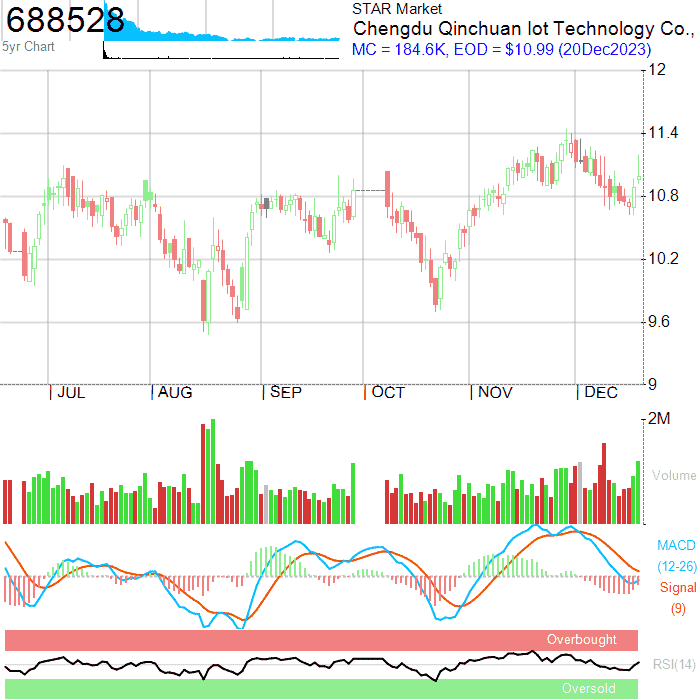 688528
5yr Chart
STAR Market
Chengdu Qinchuan Iot Technology Co.,
MC = 184.6K, EOD = $10.99 (20Dec2023)
12
11.4
10.8
10.2
9.6
9
JUL AUG SEP OCT NOV DEC
2M
Volume
MACD
(12-26)
Signal
(9)
Overbought
RSI(14)
Oversold